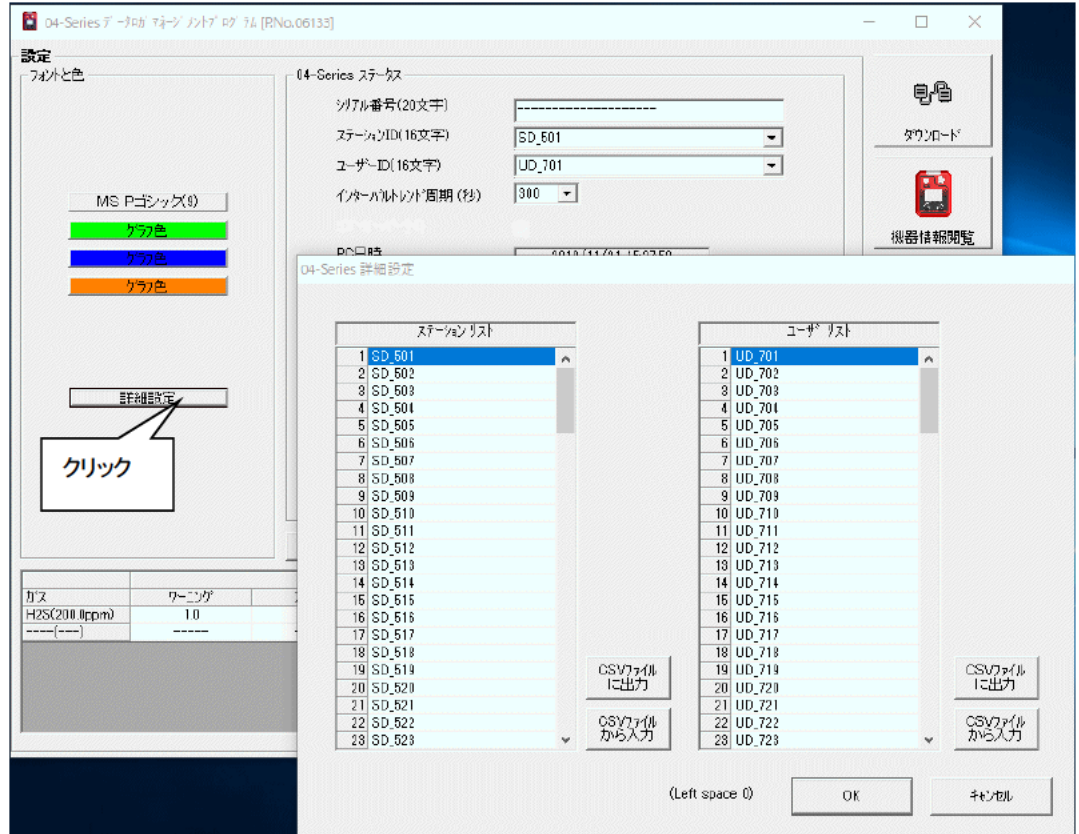 04-Series データロガ マネージメントプログラム [P.No.06133]
設定
フォントと色
MS Pゴシック(9)
グラフ色
グラフ色
グラフ色
詳細設定
クリック
04-Series ステータス
シリアル番号(20文字)
---------------------
ステーションID(16文字)
SD_501
ユーザーID(16文字)
UD_701
インターバルトレンド周期 (秒)
300
PC日時
ダウンロード
機器情報閲覧
ガス
ワーニング
H2S(200.0ppm)
1.0
----(---)
-----
04-Series 詳細設定
ステーション リスト
1 SD_501
2 SD_502
3 SD_503
4 SD_504
5 SD_505
6 SD_506
7 SD_507
8 SD_508
9 SD_509
10 SD_510
11 SD_511
12 SD_512
13 SD_513
14 SD_514
15 SD_515
16 SD_516
17 SD_517
18 SD_518
19 SD_519
20 SD_520
21 SD_521
22 SD_522
23 SD_523
CSVファイル
に出力
CSVファイル
から入力
ユーザ リスト
1 UD_701
2 UD_702
3 UD_703
4 UD_704
5 UD_705
6 UD_706
7 UD_707
8 UD_708
9 UD_709
10 UD_710
11 UD_711
12 UD_712
13 UD_713
14 UD_714
15 UD_715
16 UD_716
17 UD_717
18 UD_718
19 UD_719
20 UD_720
21 UD_721
22 UD_722
23 UD_723
CSVファイル
に出力
CSVファイル
から入力
(Left space 0)
OK
キャンセル